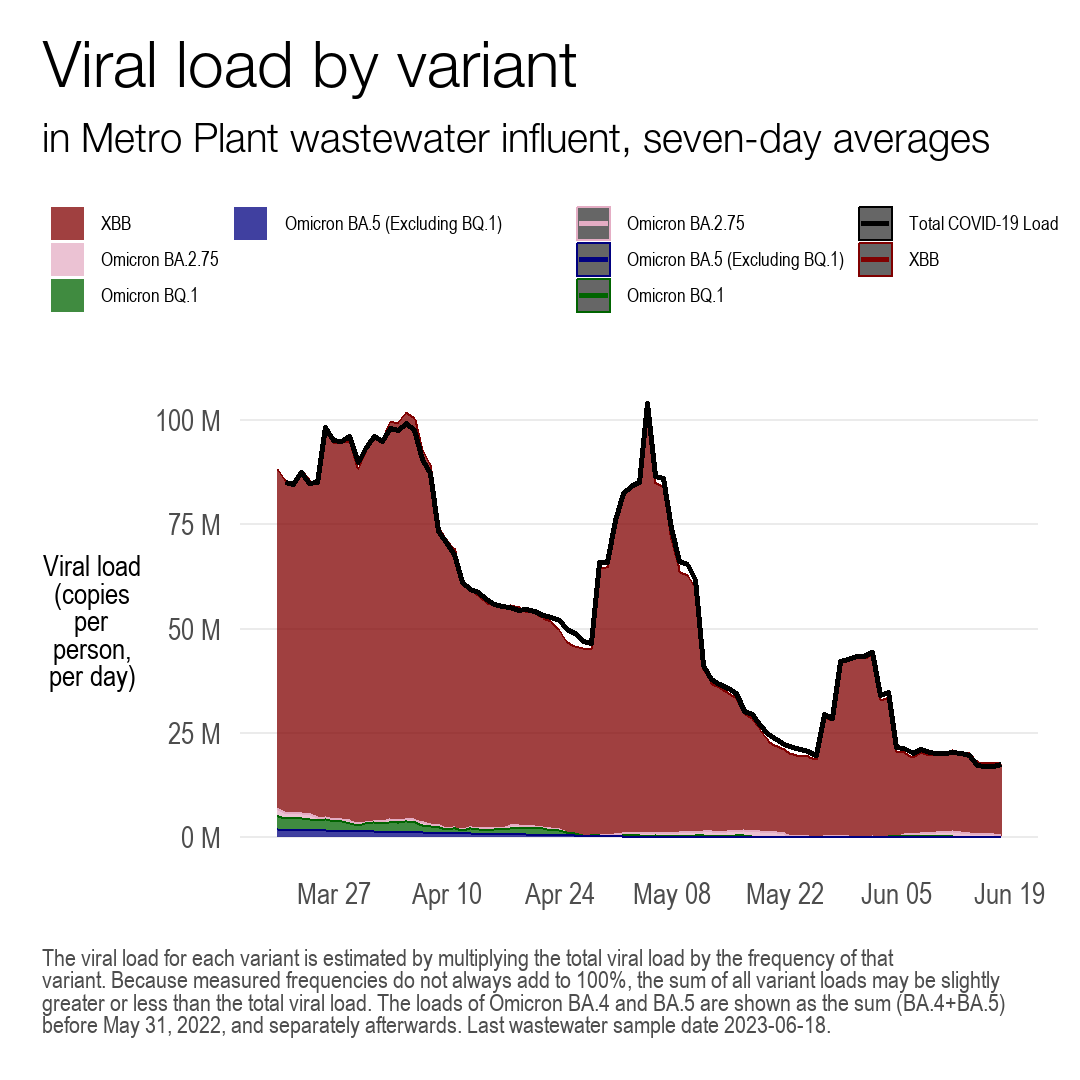 Viral load by variant
in Metro Plant wastewater influent, seven-day averages
XBB
Omicron BA.5 (Excluding BQ.1)
Omicron BA.2.75
Total COVID-19 Load
Omicron BA.2.75
Omicron BA.5 (Excluding BQ.1)
XBB
Omicron BQ.1
Omicron BQ.1
100 M
75 M
50 M
25 M
0 M
Viral load
(copies
per
person,
per day)
Mar 27
Apr 10
Apr 24
May 08
May 22
Jun 05
Jun 19
The viral load for each variant is estimated by multiplying the total viral load by the frequency of that
variant. Because measured frequencies do not always add to 100%, the sum of all variant loads may be slightly
greater or less than the total viral load. The loads of Omicron BA.4 and BA.5 are shown as the sum (BA.4+BA.5)
before May 31, 2022, and separately afterwards. Last wastewater sample date 2023-06-18.